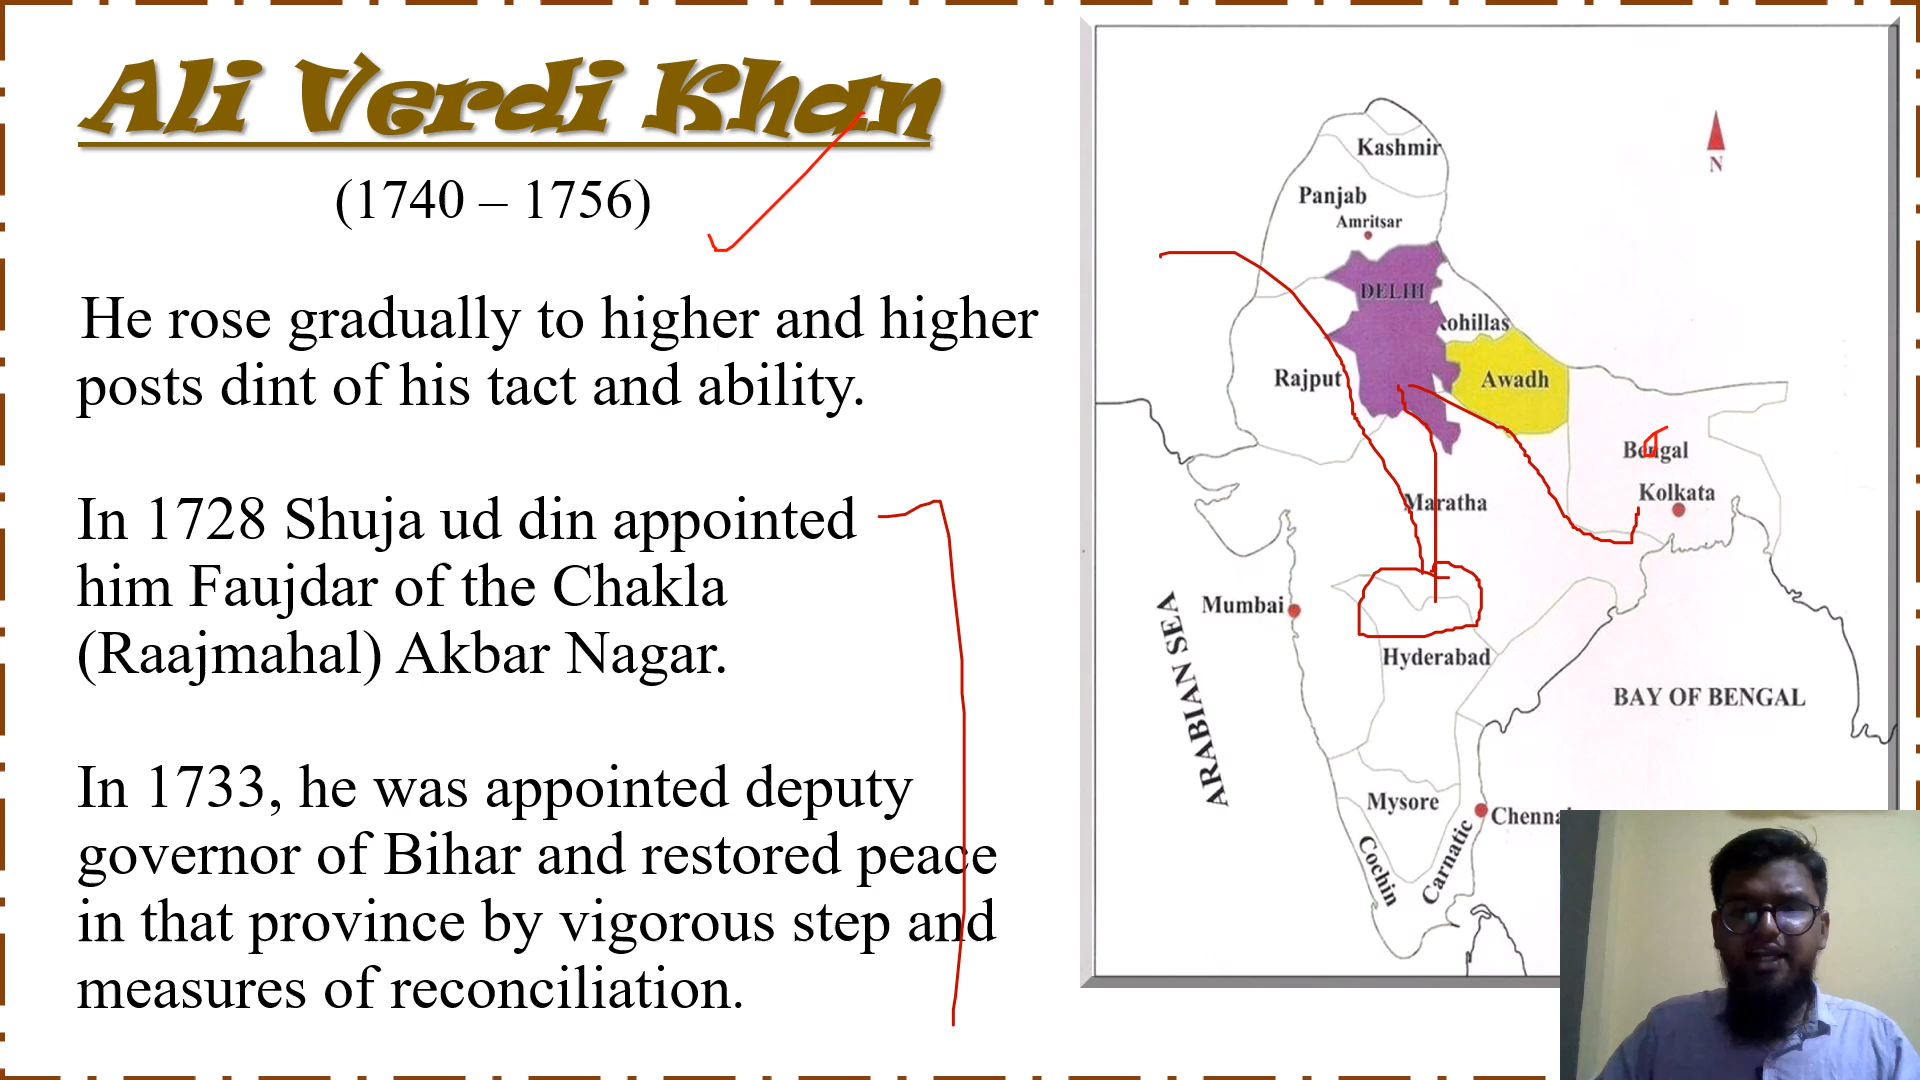 Ali Verdi Khan
(1740 – 1756)
He rose gradually to higher and higher
posts dint of his tact and ability.
In 1728 Shuja ud din appointed
him Faujdar of the Chakla
(Raajmahal) Akbar Nagar.
In 1733, he was appointed deputy
governor of Bihar and restored peace
in that province by vigorous step and
measures of reconciliation.
Kashmir
N
Panjab
Amritsar
DELHI
ohillas
Rajput
Awadh
Bengal
Kolkata
Maratha
Mumbai
Hyderabad
ARABIAN SEA
BAY OF BENGAL
Mysore
Chenna
Cochin
Carnatic